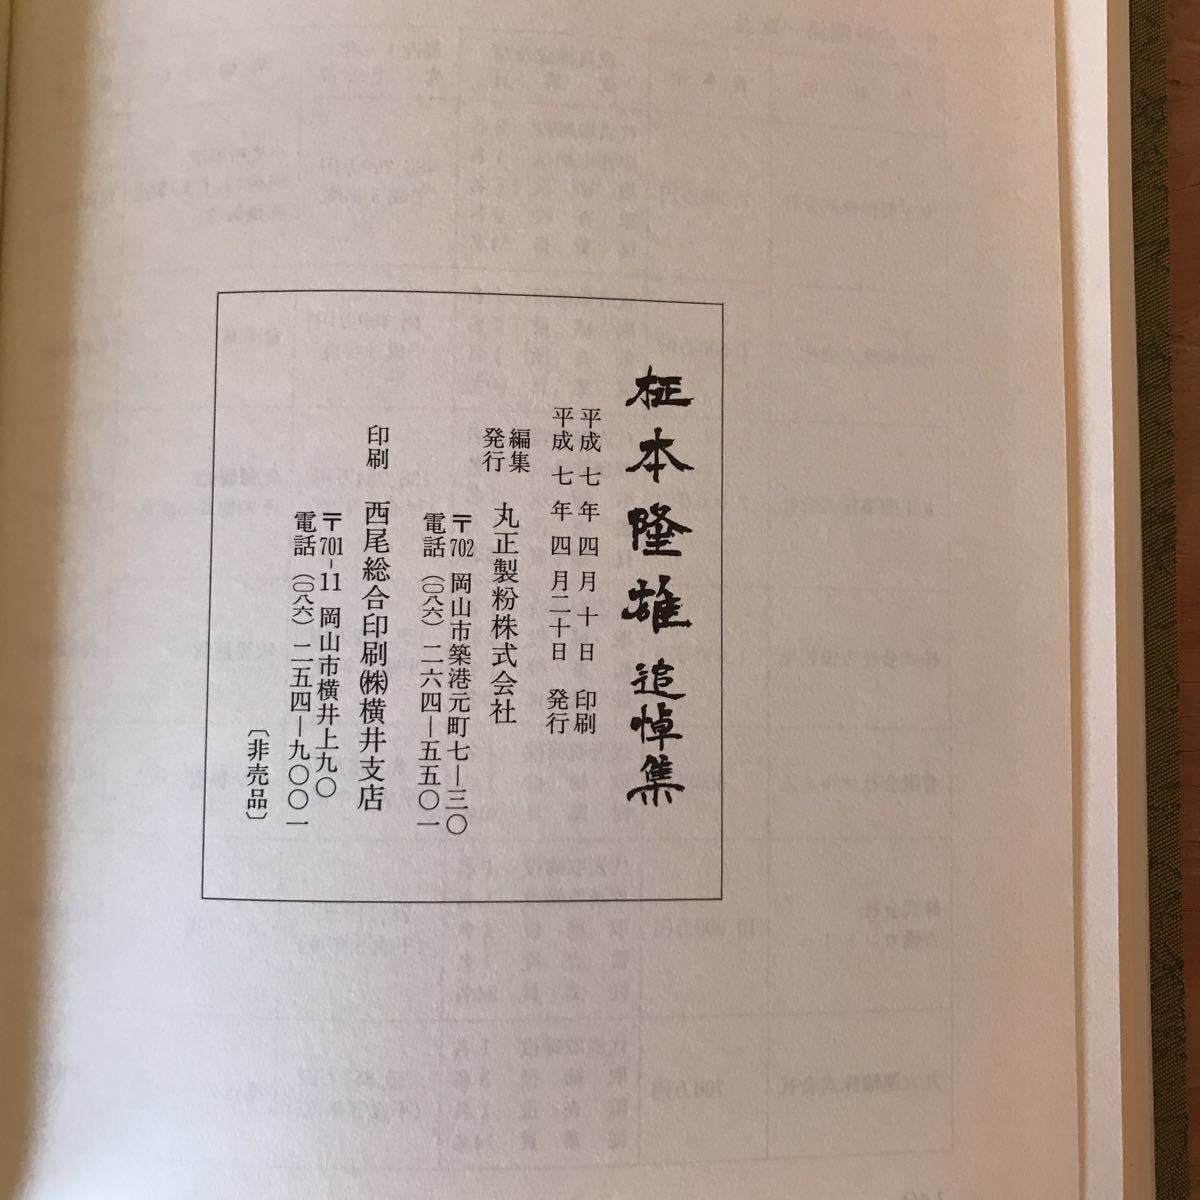 柾本隆雄追悼集
平成七年四月十日 印刷
平成七年四月二十日 発行
編集
発行 丸正製粉株式会社
〒702 岡山市築港元町七―三〇
電話 (〇八六) 二六四―五五〇一
印刷 西尾総合印刷㈱横井支店
〒701-11 岡山市横井上九〇
電話 (〇八六) 二五四―九〇〇一
〔非売品〕